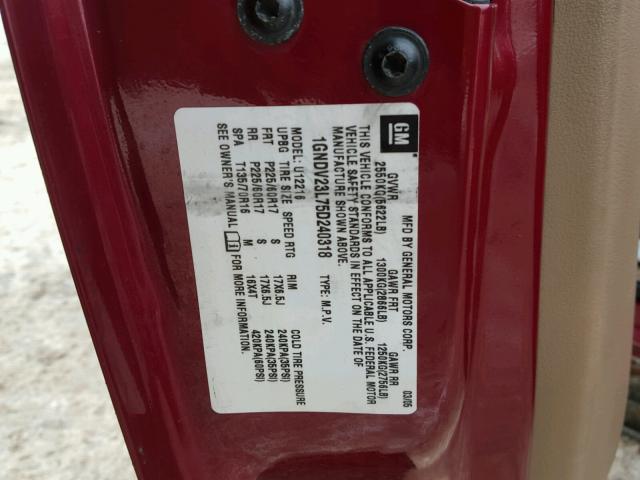 GM
MFD BY GENERAL MOTORS CORP 03/05
GVWR GAWR FRT GAWR RR
2550KG(5622LB) 1300KG(2866LB) 1250KG(2756LB)
THIS VEHICLE CONFORMS TO ALL APPLICABLE U.S. FEDERAL MOTOR
VEHICLE SAFETY STANDARDS IN EFFECT ON THE DATE OF
MANUFACTURE SHOWN ABOVE.
1GNDV23L75D240318 TYPE: M.P.V.
MODEL: U12216
UPBG TIRE SIZE SPEED RTG RIM COLD TIRE PRESSURE
FRT P225/60R17 S 17X6.5J 240KPA(35PSI)
RR P225/60R17 S 17X6.5J 240KPA(35PSI)
SPA T135/70R16 M 16X4T 420KPA(60PSI)
SEE OWNER'S MANUAL FOR MORE INFORMATION.